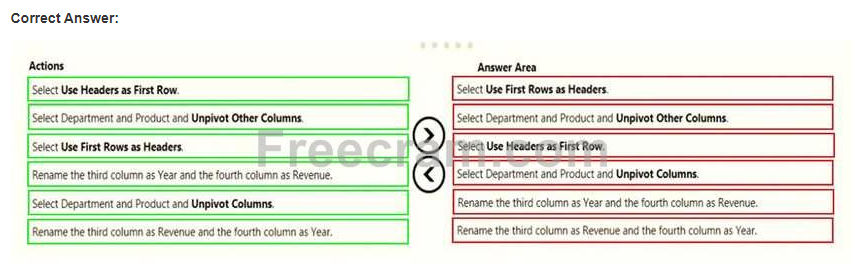 Correct Answer:
Actions
Answer Area
Select Use Headers as First Row.
Select Use First Rows as Headers.
Select Department and Product and Unpivot Other Columns.
Select Department and Product and Unpivot Other Columns.
Select Use First Rows as Headers.
Select Use Headers as First Row.
Freecram.com
Rename the third column as Year and the fourth column as Revenue.
Select Department and Product and Unpivot Columns.
Select Department and Product and Unpivot Columns.
Rename the third column as Year and the fourth column as Revenue.
Rename the third column as Revenue and the fourth column as Year.
Rename the third column as Revenue and the fourth column as Year.